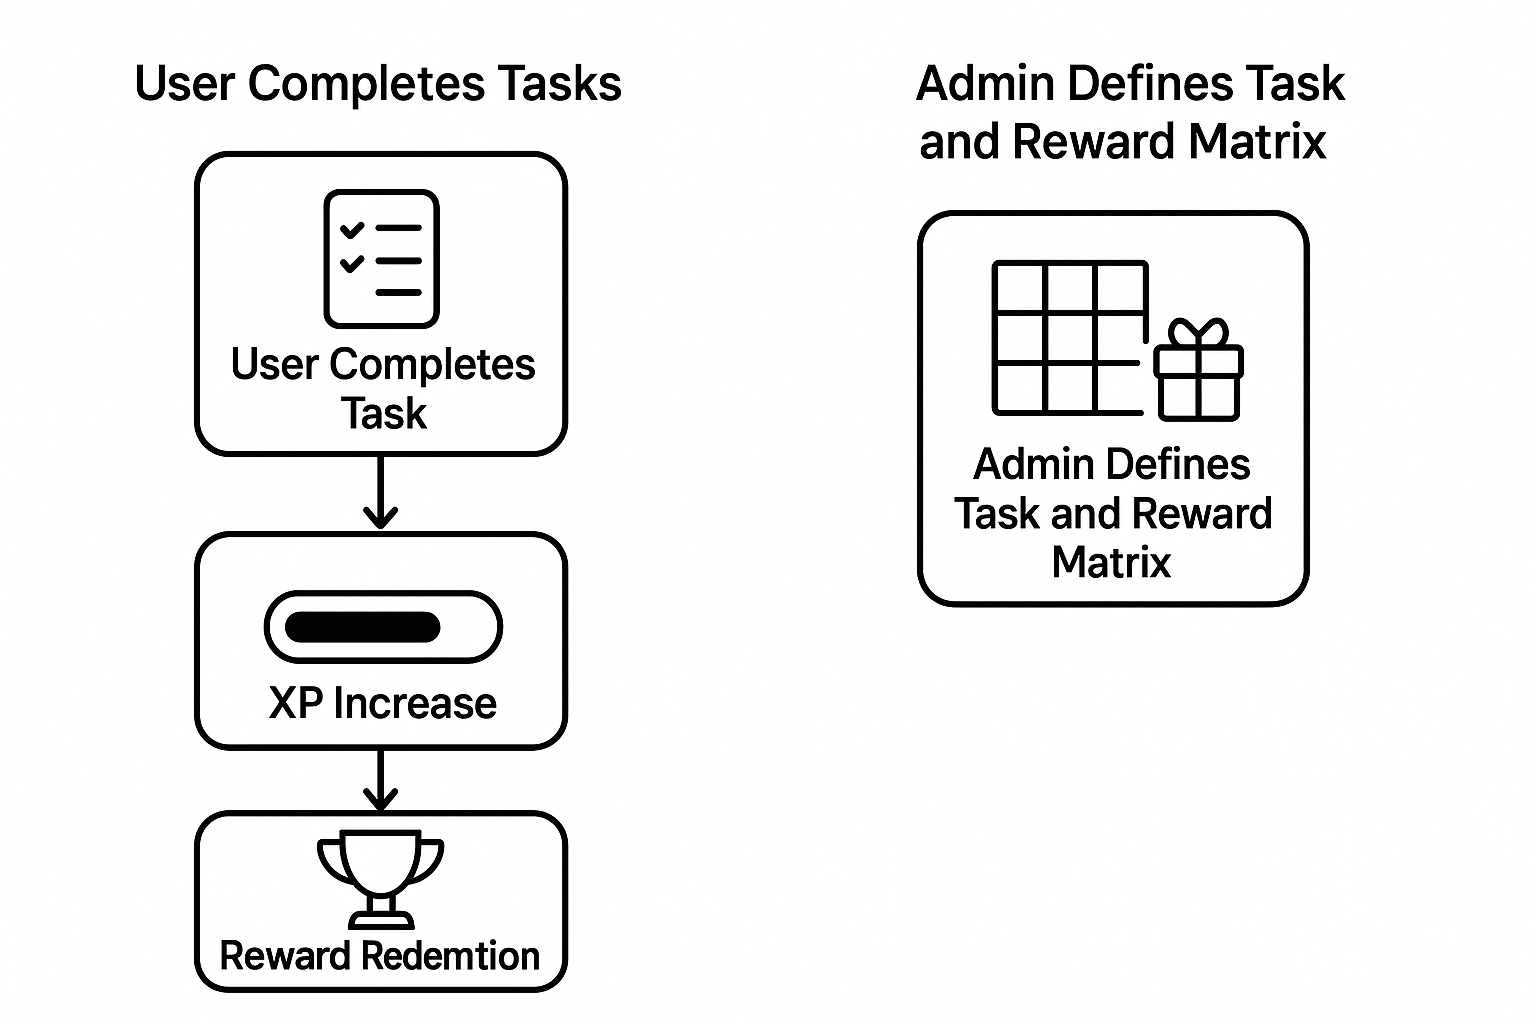 User Completes Tasks
User Completes
Task
XP Increase
Reward Redemtion
Admin Defines Task
and Reward Matrix
Admin Defines
Task and Reward
Matrix